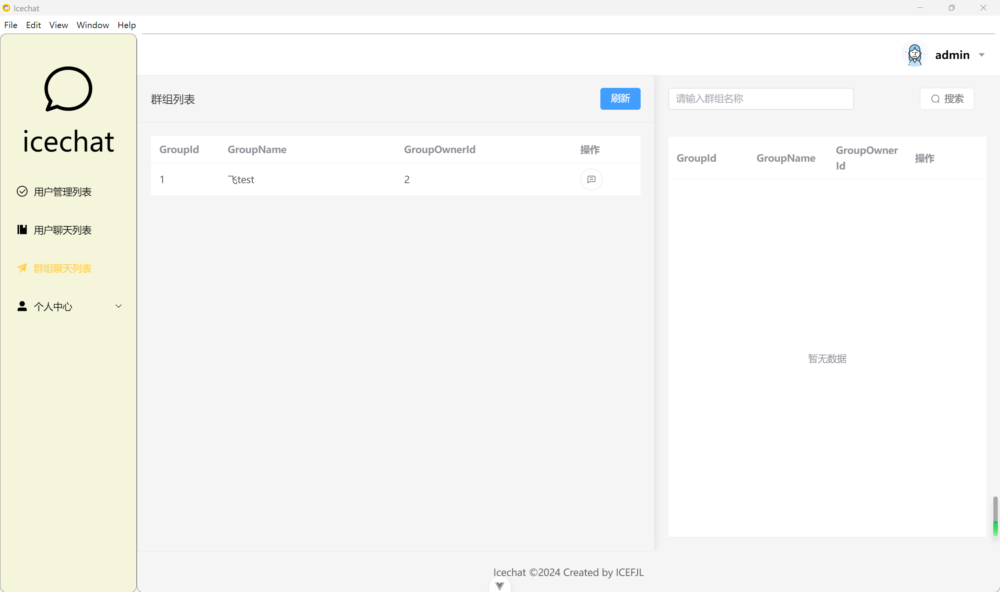 Icechat
File Edit View Window Help
icechat
用户管理列表
用户聊天列表
群组聊天列表
个人中心
admin
群组列表
刷新
GroupId GroupName GroupOwnerId 操作
1 飞test 2
请输入群组名称
搜索
GroupId GroupName GroupOwner
Id 操作
暂无数据
Icechat ©2024 Created by ICEFJL